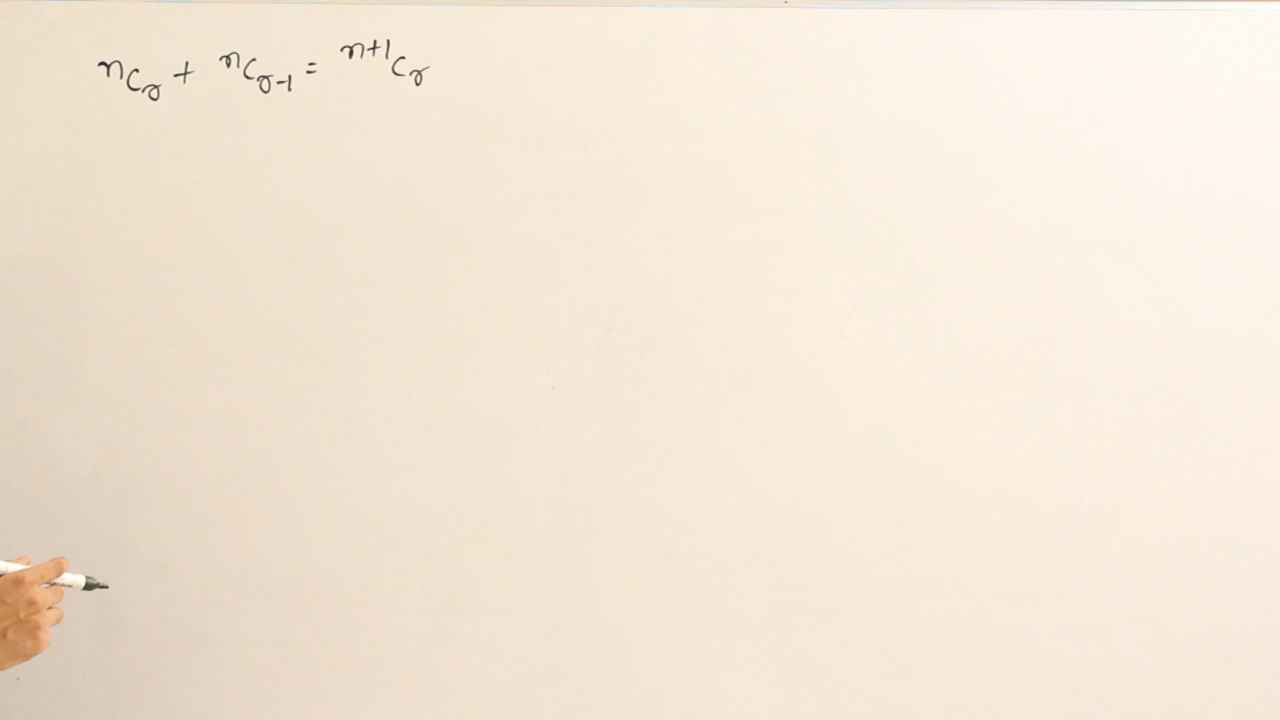 ⁿCᵣ + ⁿCᵣ₋₁ = ⁿ⁺¹Cᵣ